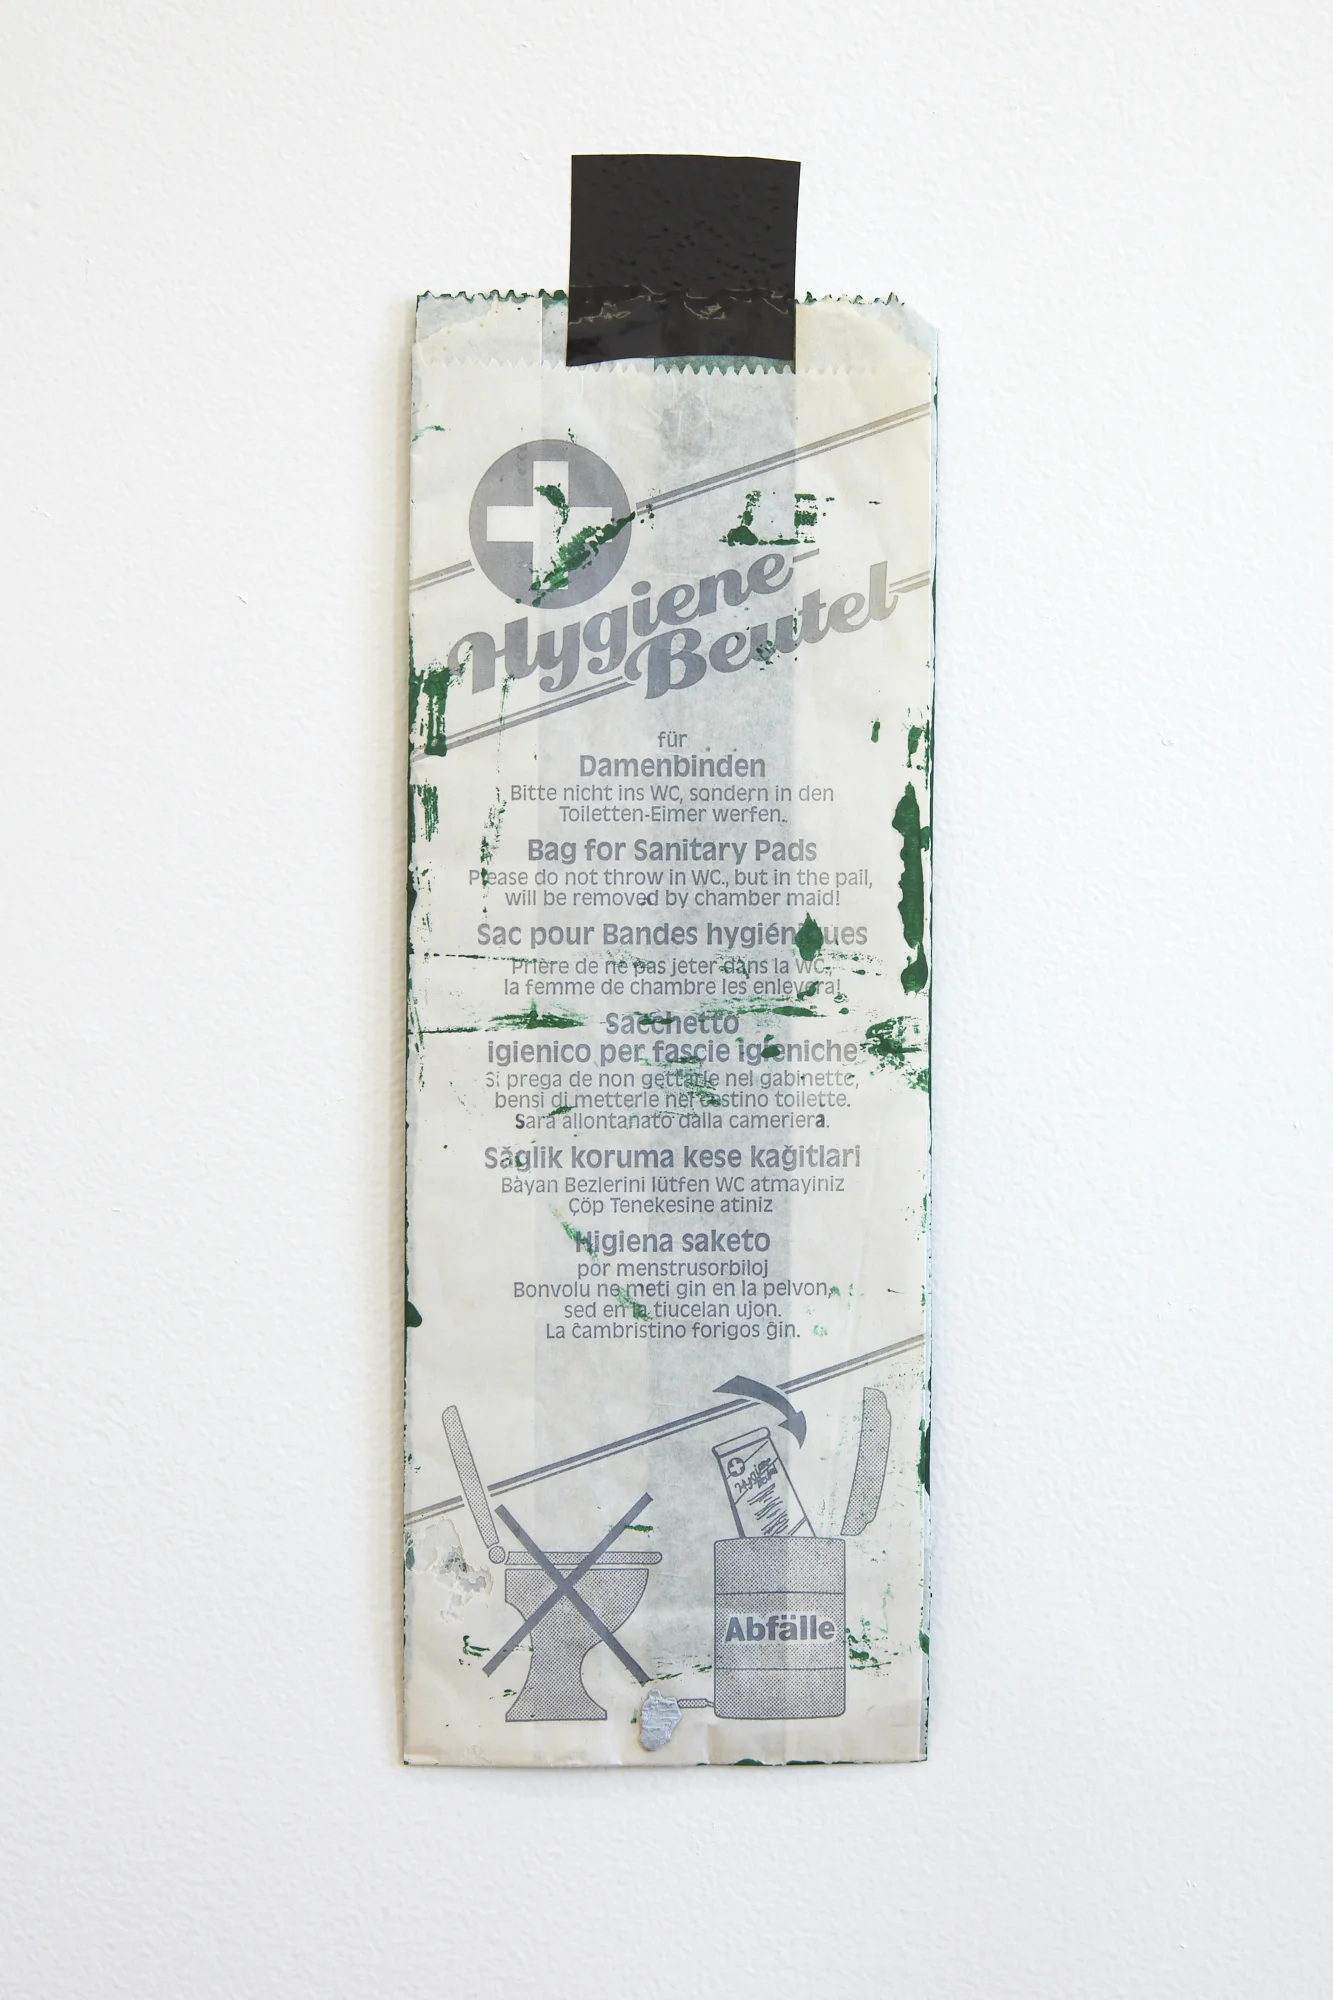 Hygiene-
Beutel
für
Damenbinden
Bitte nicht ins WC, sondern in den
Toiletten-Eimer werfen.
Bag for Sanitary Pads
Please do not throw in WC., but in the pail,
will be removed by chamber maid!
Sac pour Bandes hygiéniques
Prière de ne pas jeter dans la WC.,
la femme de chambre les enlevera!
Sacchetto
igienico per fascie igieniche
Si prega de non gettarle nel gabinette,
bensi di metterle nel cestino toilette.
Sarà allontanato dalla cameriera.
Săglik koruma kese kağitlari
Bàyan Bezlerini lütfen WC atmayiniz
Çöp Tenekesine atiniz
Higiena saketo
por menstrusorbiloj
Bonvolu ne meti gin en la pelvon,
sed en la tiucelan ujon.
La ĉambristino forigos ĝin.
Hygiene
Beutel
Abfälle